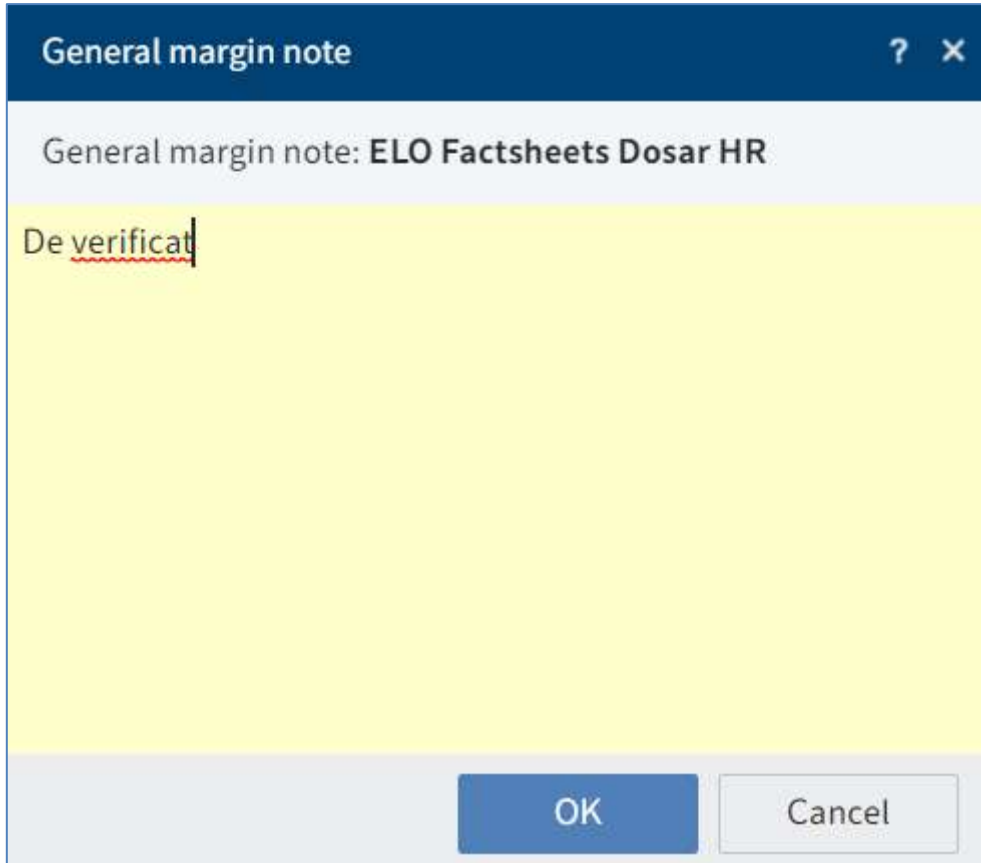 General margin note ? ×
General margin note: ELO Factsheets Dosar HR
De verificat
OK Cancel